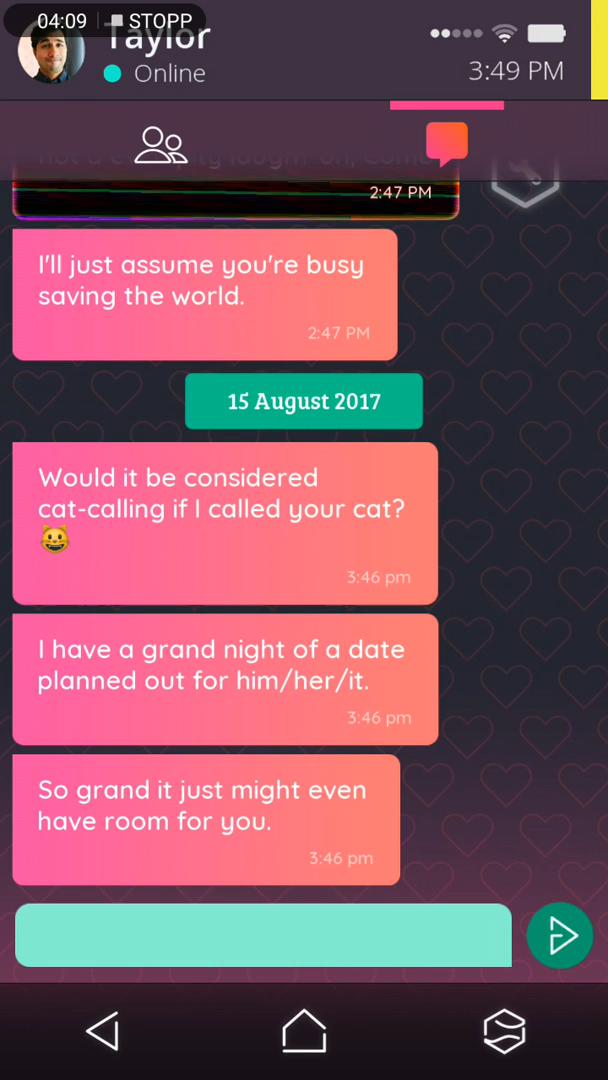 04:09 STOPP
Taylor
Online
3:49 PM
2:47 PM
I'll just assume you're busy
saving the world.
2:47 PM
15 August 2017
Would it be considered
cat-calling if I called your cat?
😺
3:46 pm
I have a grand night of a date
planned out for him/her/it.
3:46 pm
So grand it just might even
have room for you.
3:46 pm